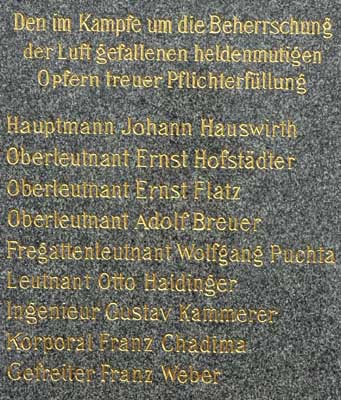 Den im Kampfe um die Beherrschung
der Luft gefallenen heldenmutigen
Opfern treuer Pflichterfüllung
Hauptmann Johann Hauswirth
Oberleutnant Ernst Hofstädter
Oberleutnant Ernst Flatz
Oberleutnant Adolf Breuer
Fregattenleutnant Wolfgang Puchta
Leutnant Otto Haidinger
Ingenieur Gustav Kammerer
Korporal Franz Chadima
Gefreiter Franz Weber